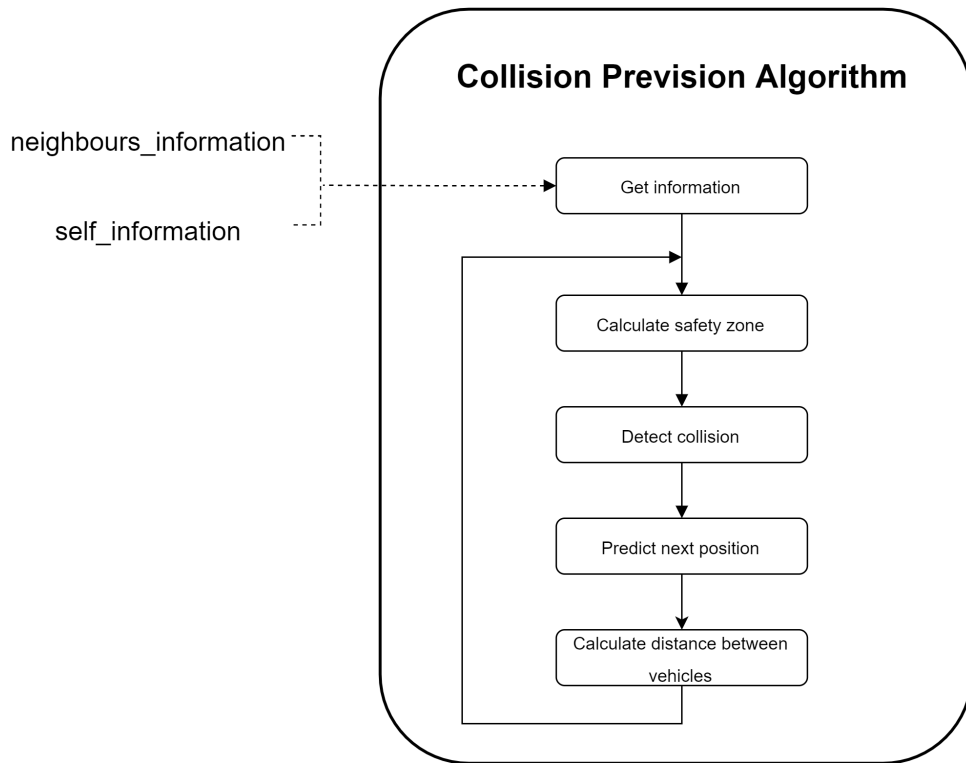 Collision Prevision Algorithm
neighbours_information
self_information
Get information
Calculate safety zone
Detect collision
Predict next position
Calculate distance between
vehicles